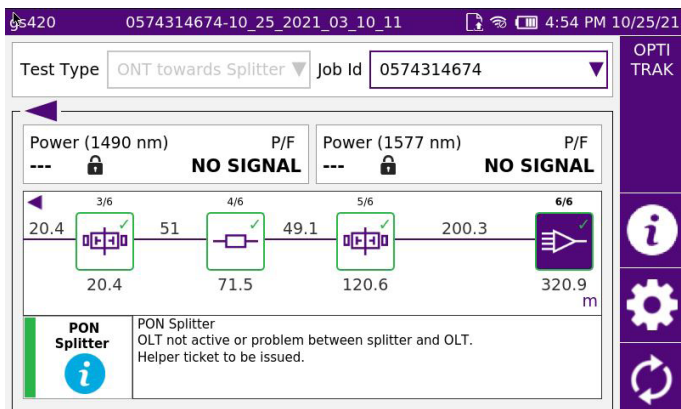 gs420 0574314674-10_25_2021_03_10_11 4:54 PM 10/25/21
OPTI
TRAK
Test Type ONT towards Splitter Job Id 0574314674
Power (1490 nm) P/F Power (1577 nm) P/F
--- NO SIGNAL --- NO SIGNAL
3/6 4/6 5/6 6/6
20.4 51 49.1 200.3
20.4 71.5 120.6 320.9
m
PON
Splitter
PON Splitter
OLT not active or problem between splitter and OLT.
Helper ticket to be issued.